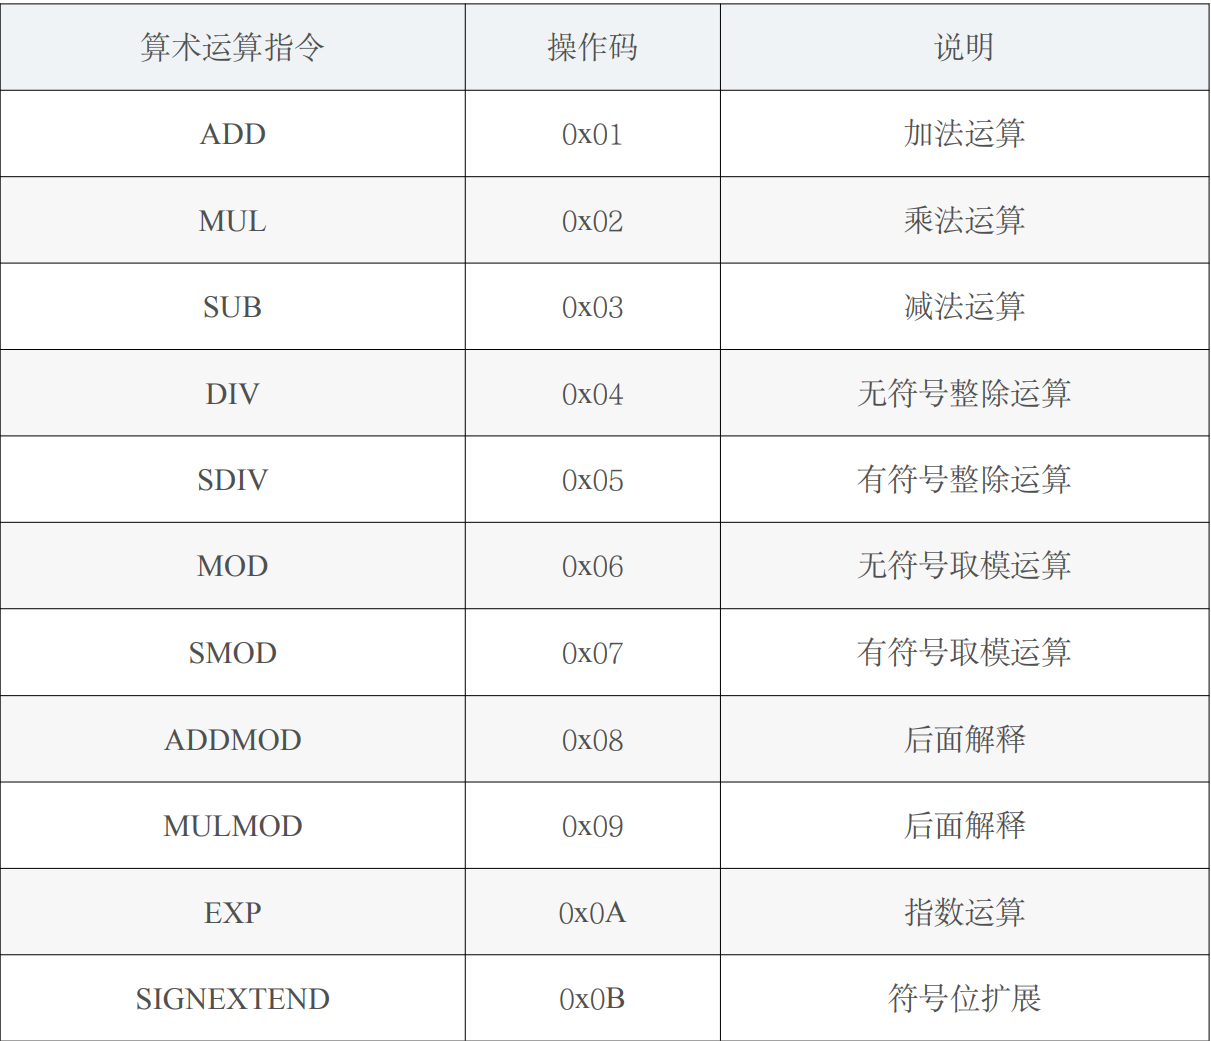 算术运算指令 操作码 说明
ADD 0x01 加法运算
MUL 0x02 乘法运算
SUB 0x03 减法运算
DIV 0x04 无符号整除运算
SDIV 0x05 有符号整除运算
MOD 0x06 无符号取模运算
SMOD 0x07 有符号取模运算
ADDMOD 0x08 后面解释
MULMOD 0x09 后面解释
EXP 0x0A 指数运算
SIGNEXTEND 0x0B 符号位扩展